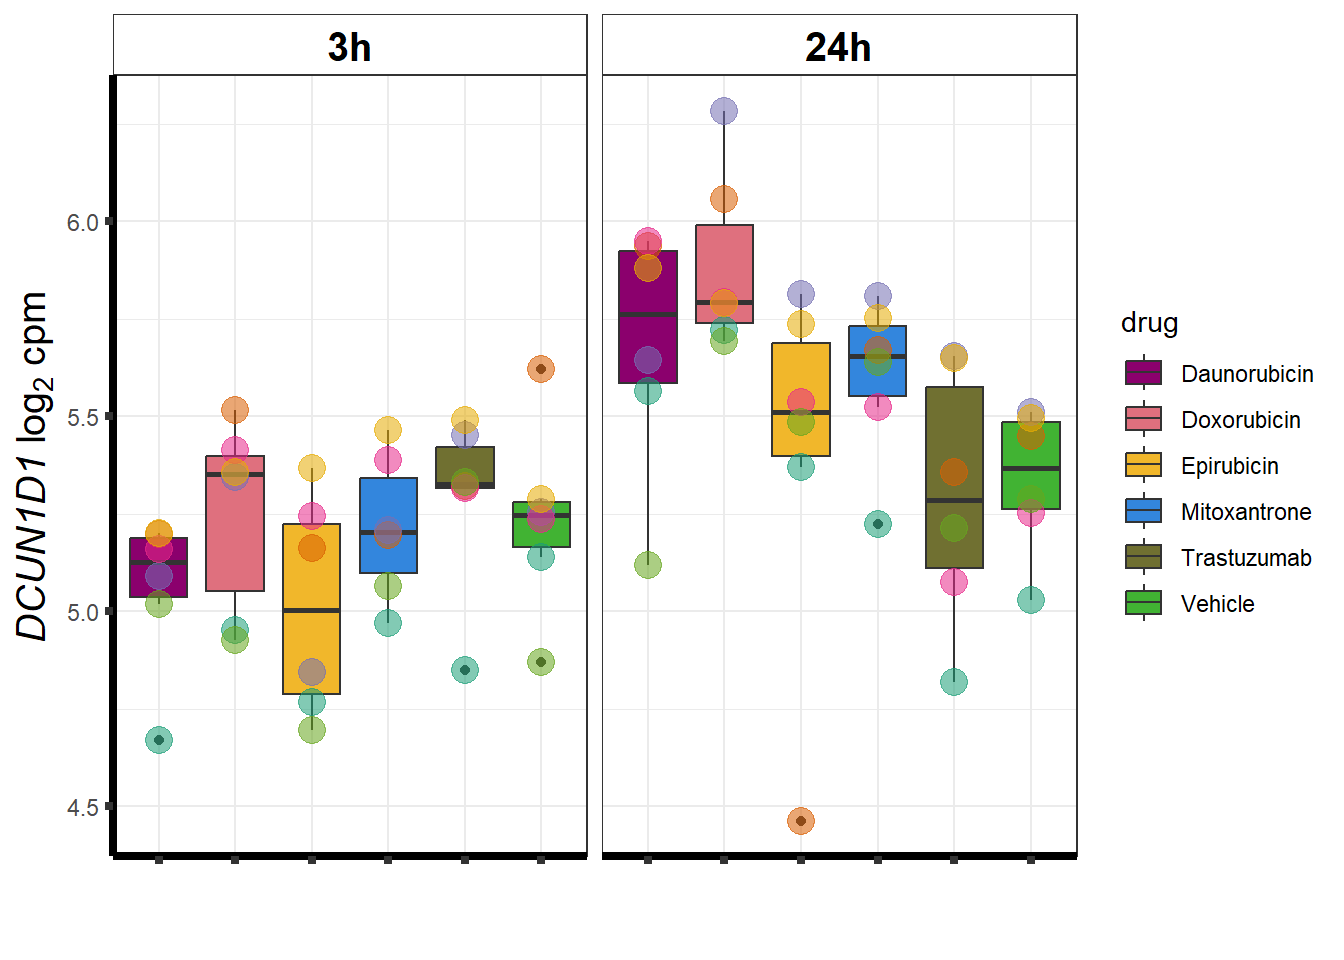 3h
24h
6.0
5.5
5.0
4.5
DCUN1D1 log₂ cpm
drug
Daunorubicin
Doxorubicin
Epirubicin
Mitoxantrone
Trastuzumab
Vehicle